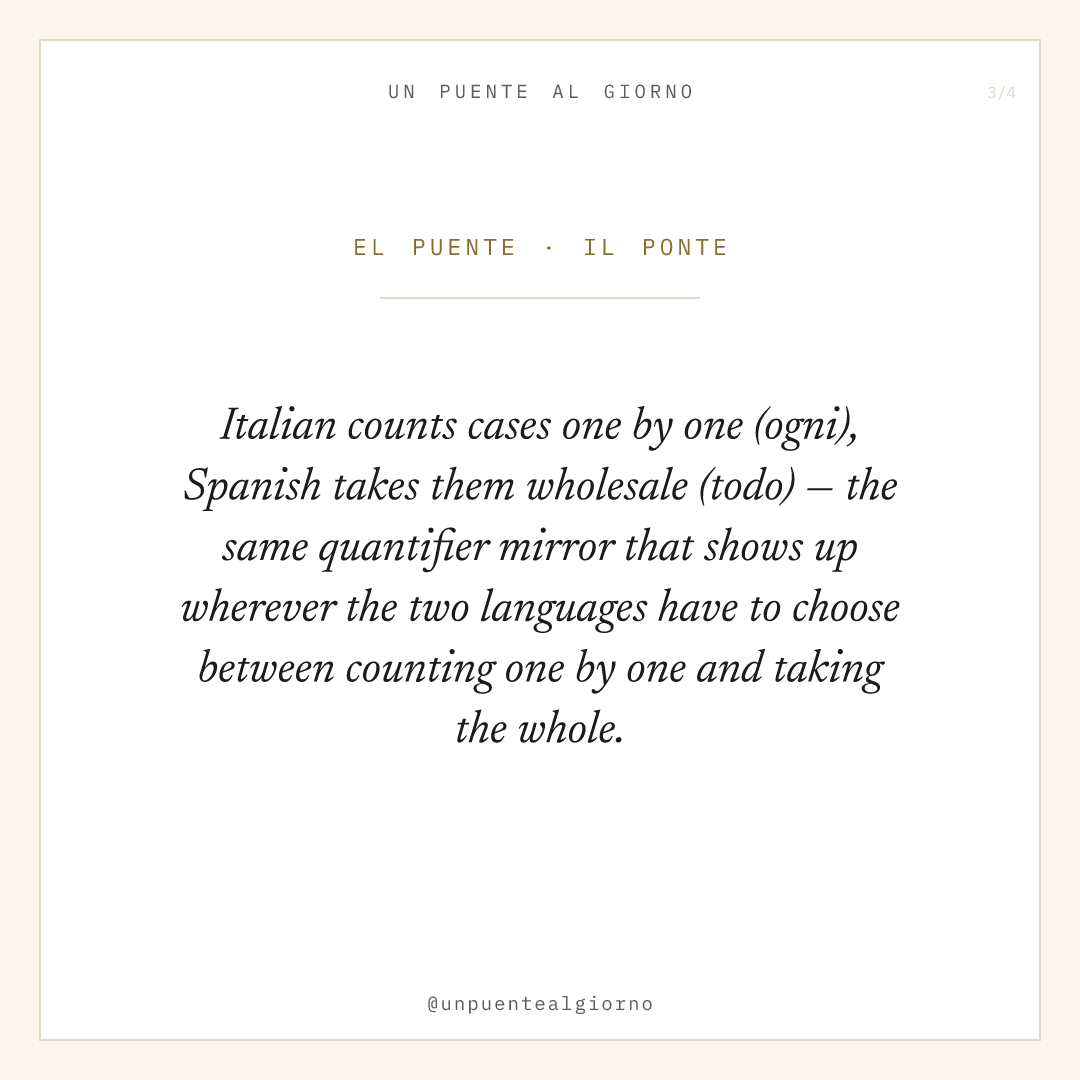 UN PUENTE AL GIORNO
3/4
EL PUENTE · IL PONTE
Italian counts cases one by one (ogni),
Spanish takes them wholesale (todo) — the
same quantifier mirror that shows up
wherever the two languages have to choose
between counting one by one and taking
the whole.
@unpuentealgiorno